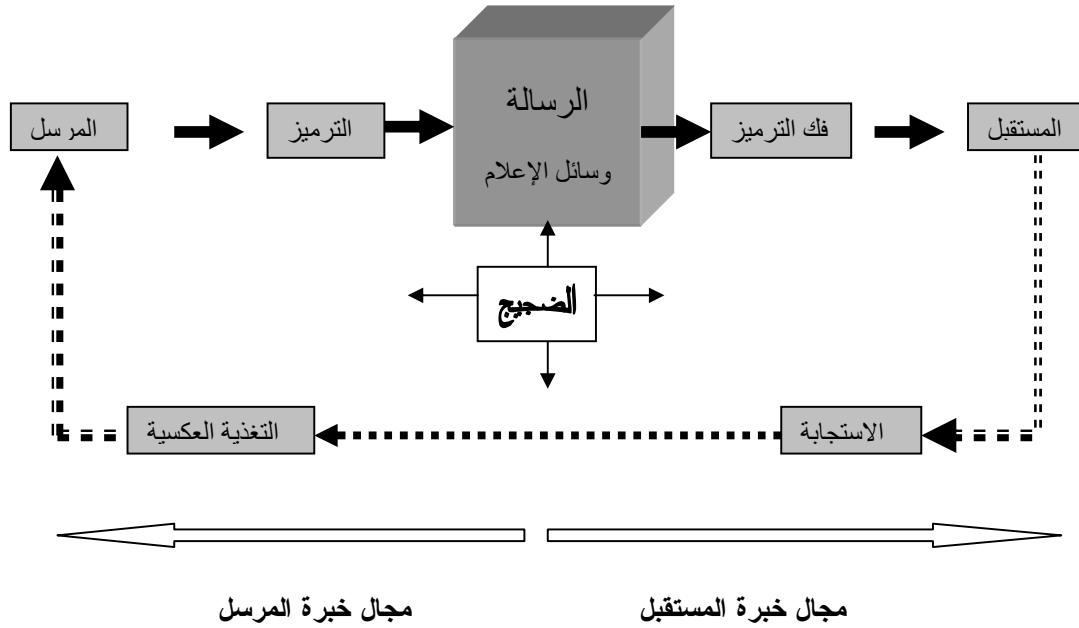 المرسل
الترميز
الرسالة
وسائل الإعلام
فك الترميز
المستقبل
الضجيج
الاستجابة
التغذية العكسية
مجال خبرة المستقبل
مجال خبرة المرسل